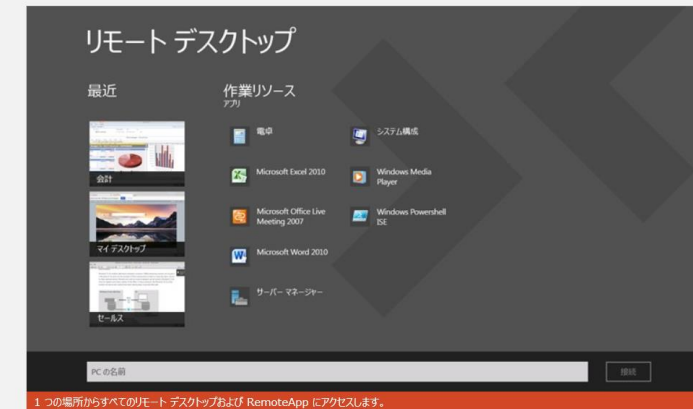 リモート デスクトップ
最近
作業リソース
アプリ
会計
マイ デスクトップ
セールス
電卓
Microsoft Excel 2010
Microsoft Office Live
Meeting 2007
Microsoft Word 2010
サーバー マネージャー
システム構成
Windows Media
Player
Windows Powershell
ISE
PC の名前
接続
1 つの場所からすべてのリモート デスクトップおよび RemoteApp にアクセスします。